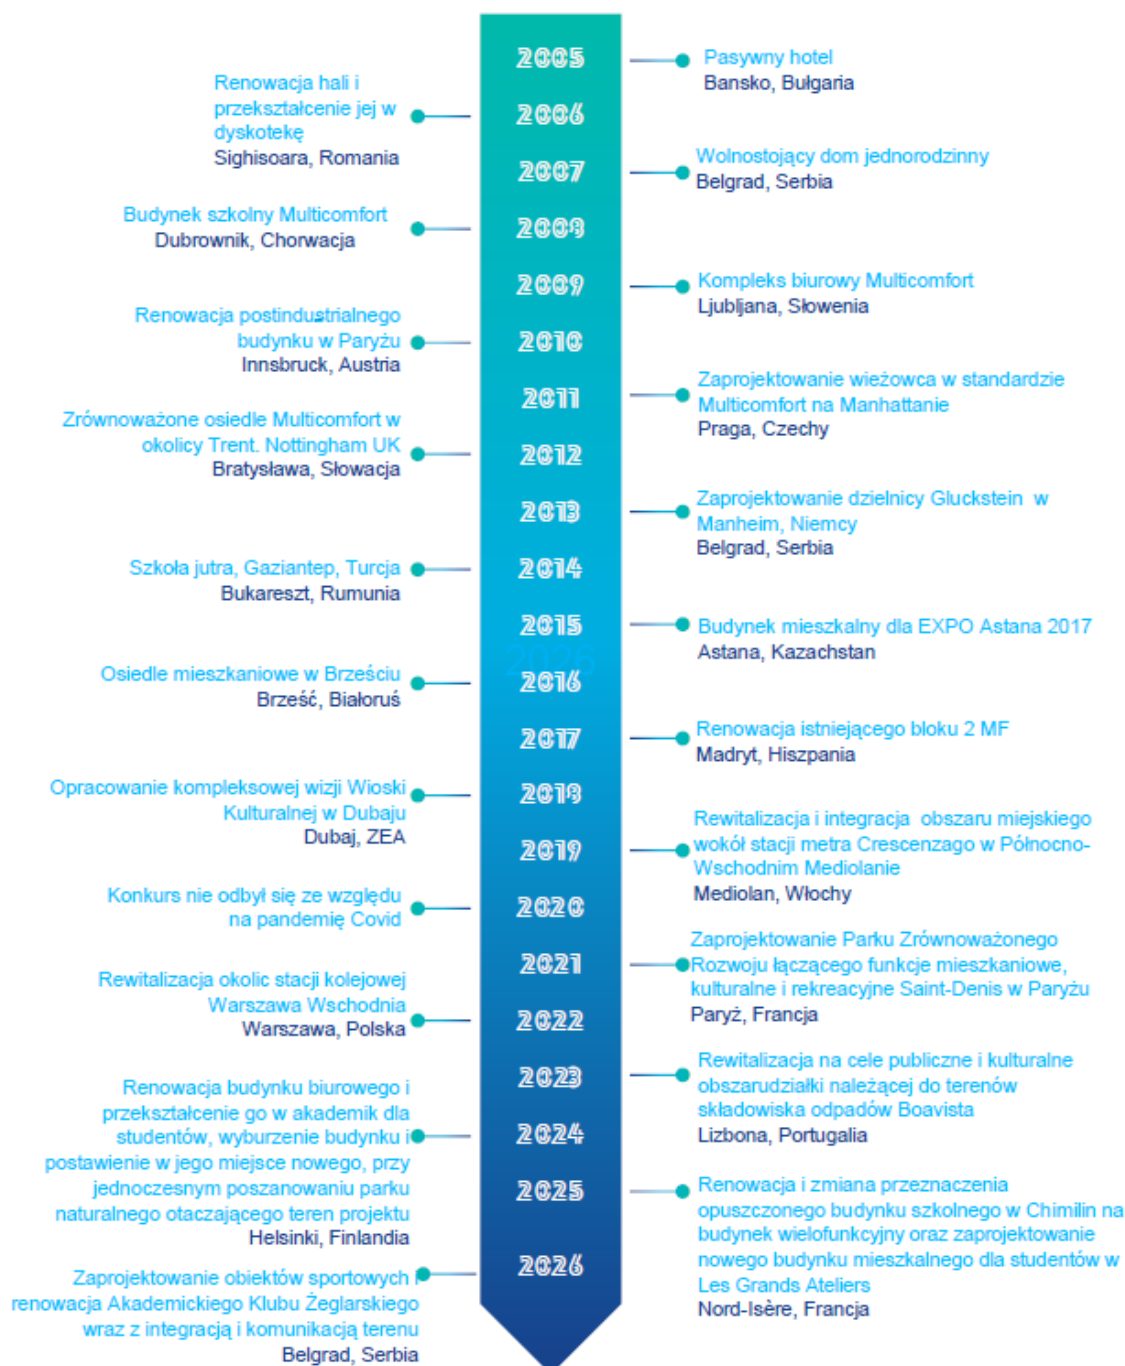 2005
Pasywny hotel
Bansko, Bułgaria
Renowacja hali i
przekształcenie jej w
dyskotekę
Sighisoara, Romania
2006
2007
Wolnostojący dom jednorodzinny
Belgrad, Serbia
Budynek szkolny Multicomfort
Dubrownik, Chorwacja
2008
2009
Kompleks biurowy Multicomfort
Ljubljana, Słowenia
Renowacja postindustrialnego
budynku w Paryżu
Innsbruck, Austria
2010
2011
Zaprojektowanie wieżowca w standardzie
Multicomfort na Manhattanie
Praga, Czechy
Zrównoważone osiedle Multicomfort w
okolicy Trent. Nottingham UK
Bratysława, Słowacja
2012
2013
Zaprojektowanie dzielnicy Gluckstein w
Manheim, Niemcy
Belgrad, Serbia
Szkoła jutra, Gaziantep, Turcja
Bukareszt, Rumunia
2014
2015
Budynek mieszkalny dla EXPO Astana 2017
Astana, Kazachstan
2026
Osiedle mieszkaniowe w Brześciu
Brześć, Białoruś
2016
2017
Renowacja istniejącego bloku 2 MF
Madryt, Hiszpania
Opracowanie kompleksowej wizji Wioski
Kulturalnej w Dubaju
Dubaj, ZEA
2018
2019
Rewitalizacja i integracja obszaru miejskiego
wokół stacji metra Crescenzago w Północno-
Wschodnim Mediolanie
Mediolan, Włochy
Konkurs nie odbył się ze względu
na pandemię Covid
2020
2021
Zaprojektowanie Parku Zrównoważonego
Rozwoju łączącego funkcje mieszkaniowe,
kulturalne i rekreacyjne Saint-Denis w Paryżu
Paryż, Francja
Rewitalizacja okolic stacji kolejowej
Warszawa Wschodnia
Warszawa, Polska
2022
2023
Rewitalizacja na cele publiczne i kulturalne
obszarudziałki należącej do terenów
składowiska odpadów Boavista
Lizbona, Portugalia
Renowacja budynku biurowego i
przekształcenie go w akademik dla
studentów, wyburzenie budynku i
postawienie w jego miejsce nowego, przy
jednoczesnym poszanowaniu parku
naturalnego otaczającego teren projektu
Helsinki, Finlandia
2024
2025
Renowacja i zmiana przeznaczenia
opuszczonego budynku szkolnego w Chimilin na
budynek wielofunkcyjny oraz zaprojektowanie
nowego budynku mieszkalnego dla studentów w
Les Grands Ateliers
Nord-Isère, Francja
2026
Zaprojektowanie obiektów sportowych i
renowacja Akademickiego Klubu Żeglarskiego
wraz z integracją i komunikacją terenu
Belgrad, Serbia